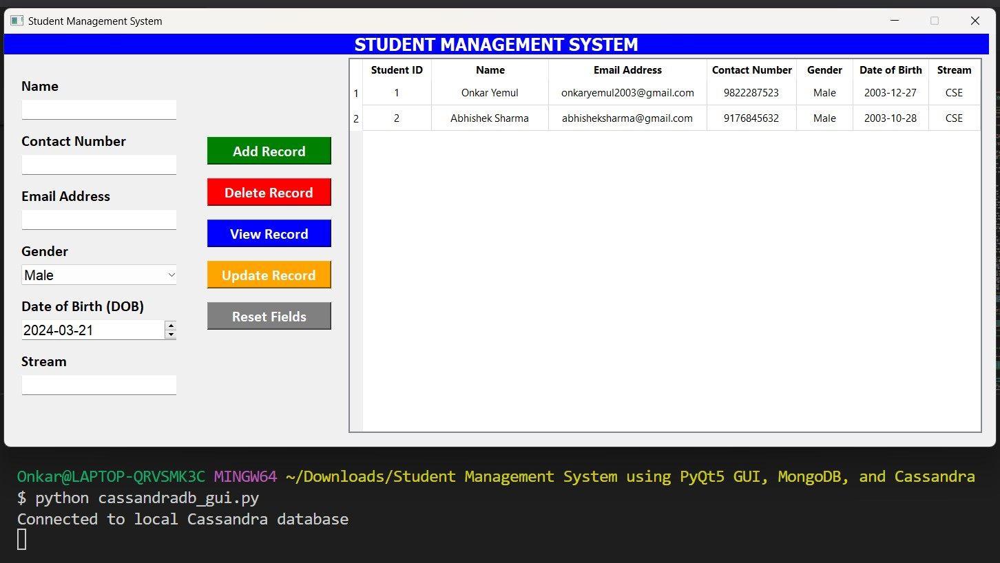 Student Management System
STUDENT MANAGEMENT SYSTEM
Name
Contact Number
Email Address
Gender
Male
Date of Birth (DOB)
2024-03-21
Stream
Add Record
Delete Record
View Record
Update Record
Reset Fields
Student ID Name Email Address Contact Number Gender Date of Birth Stream
1 1 Onkar Yemul onkaryemul2003@gmail.com 9822287523 Male 2003-12-27 CSE
2 2 Abhishek Sharma abhisheksharma@gmail.com 9176845632 Male 2003-10-28 CSE
Onkar@LAPTOP-QRVSMK3C MINGW64 ~/Downloads/Student Management System using PyQt5 GUI, MongoDB, and Cassandra
$ python cassandradb_gui.py
Connected to local Cassandra database